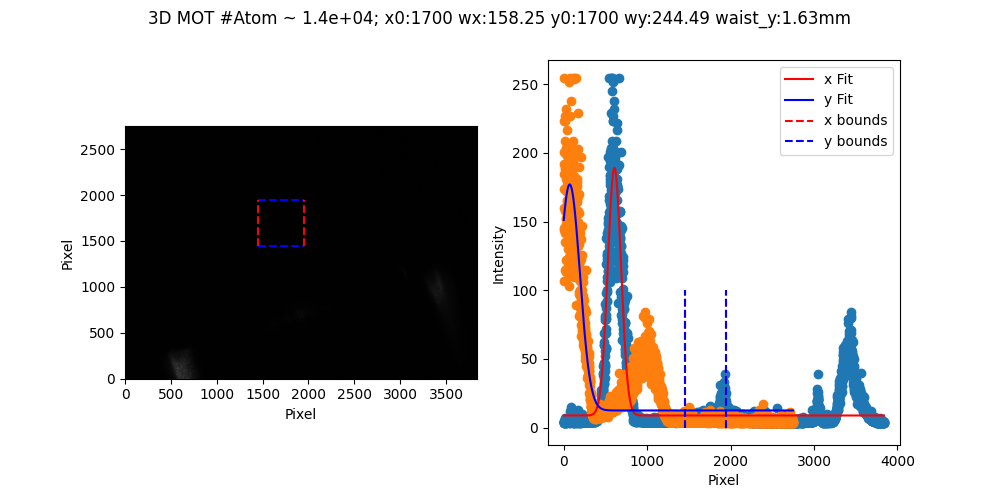 3D MOT #Atom ~ 1.4e+04; x0:1700 wx:158.25 y0:1700 wy:244.49 waist_y:1.63mm
2500
2000
1500
1000
500
0
Pixel
0 500 1000 1500 2000 2500 3000 3500
Pixel
250
200
150
100
50
0
Intensity
x Fit
y Fit
x bounds
y bounds
0 1000 2000 3000 4000
Pixel